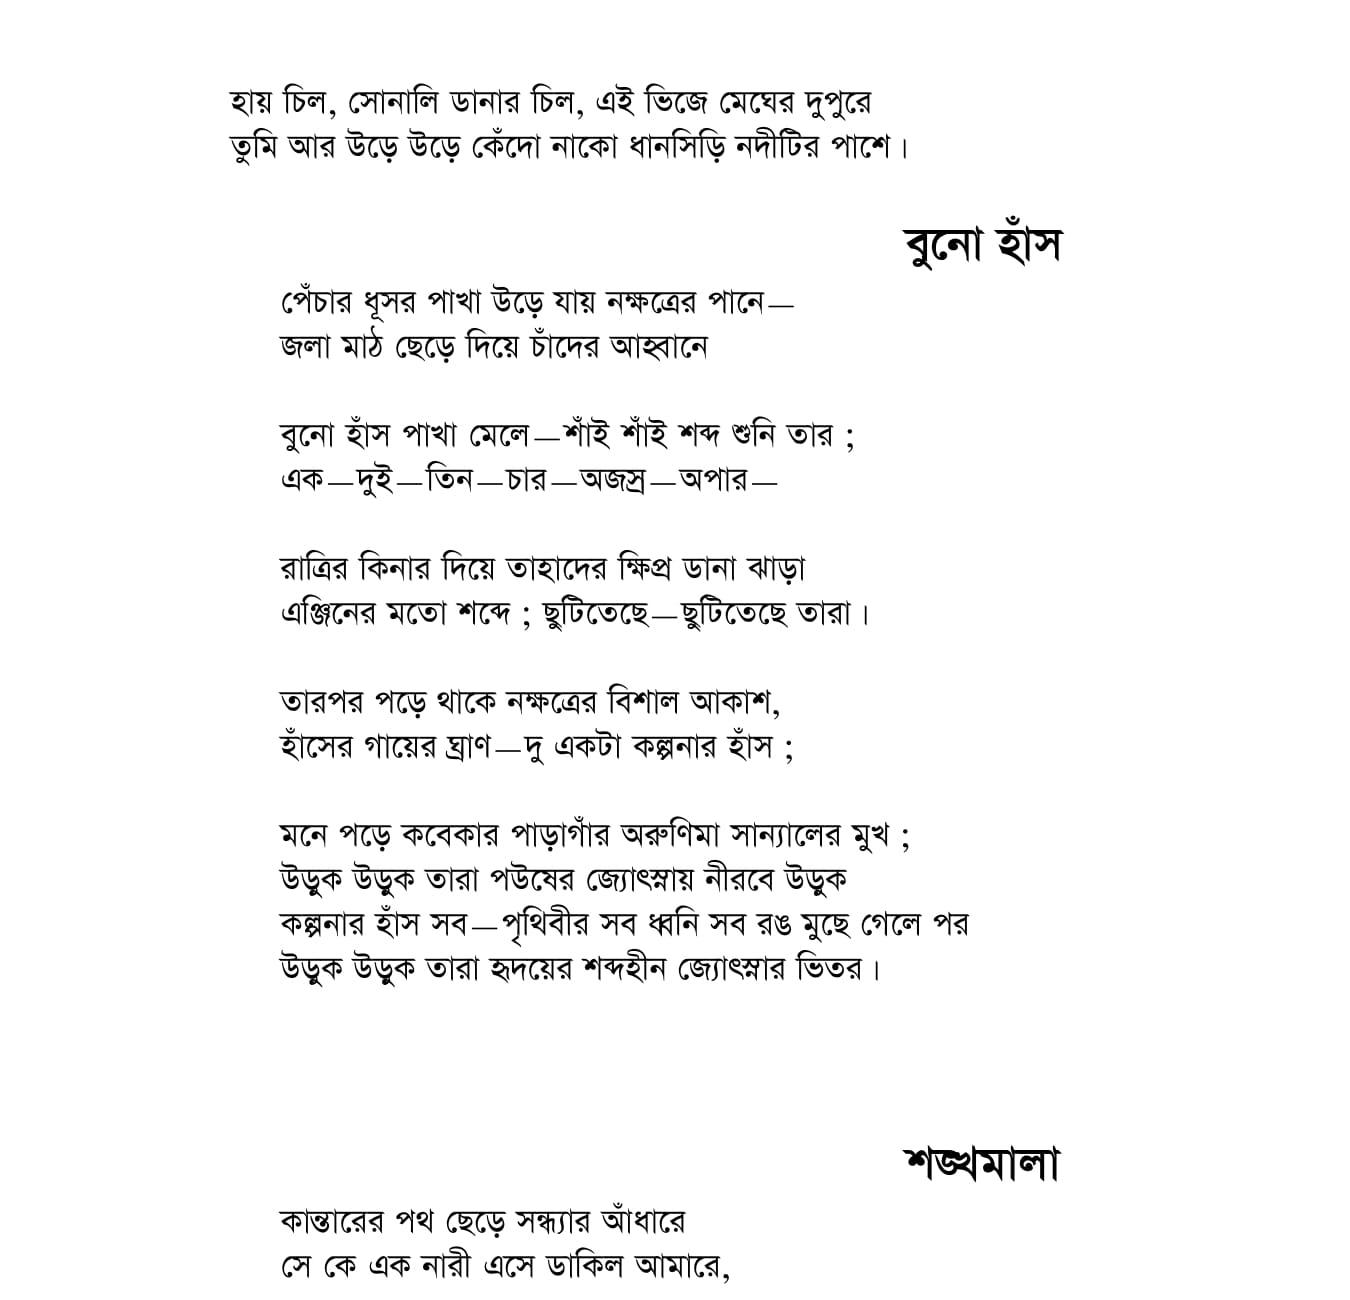 হায় চিল, সোনালি ডানার চিল, এই ভিজে মেঘের দুপুরে
তুমি আর উড়ে উড়ে কেঁদো নাকো ধানসিড়ি নদীটির পাশে।
বুনো হাঁস
পেঁচার ধূসর পাখা উড়ে যায় নক্ষত্রের পানে—
জলা মাঠ ছেড়ে দিয়ে চাঁদের আহ্বানে
বুনো হাঁস পাখা মেলে—শাঁই শাঁই শব্দ শুনি তার ;
এক—দুই—তিন—চার—অজস্র—অপার—
রাত্রির কিনার দিয়ে তাহাদের ক্ষিপ্র ডানা ঝাড়া
এঞ্জিনের মতো শব্দে ; ছুটিতেছে—ছুটিতেছে তারা।
তারপর পড়ে থাকে নক্ষত্রের বিশাল আকাশ,
হাঁসের গায়ের ঘ্রাণ—দু একটা কল্পনার হাঁস ;
মনে পড়ে কবেকার পাড়াগাঁর অরুণিমা সান্যালের মুখ ;
উড়ুক উড়ুক তারা পউষের জ্যোৎস্নায় নীরবে উড়ুক
কল্পনার হাঁস সব—পৃথিবীর সব ধ্বনি সব রঙ মুছে গেলে পর
উড়ুক উড়ুক তারা হৃদয়ের শব্দহীন জ্যোৎস্নার ভিতর।
শঙ্খমালা
কান্তারের পথ ছেড়ে সন্ধ্যার আঁধারে
সে কে এক নারী এসে ডাকিল আমারে,